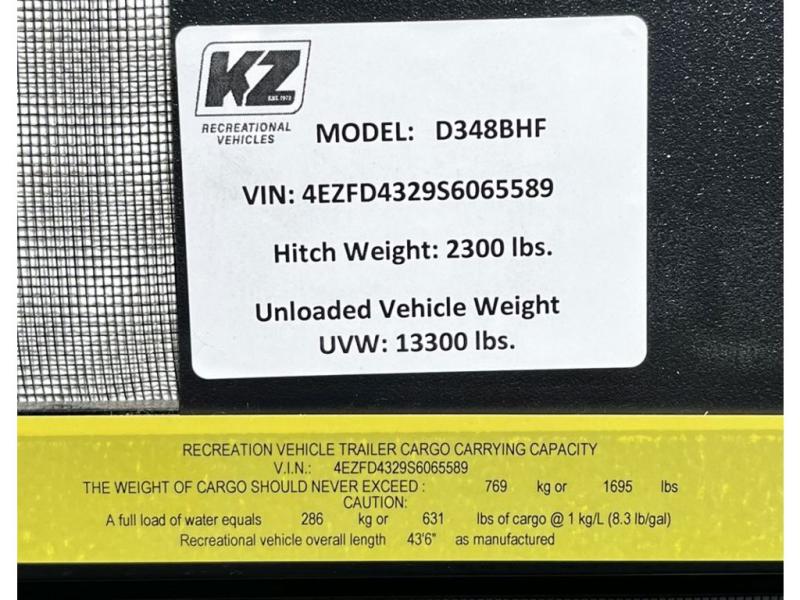 KZ
EST. 1972
RECREATIONAL
VEHICLES
MODEL: D348BHF
VIN: 4EZFD4329S6065589
Hitch Weight: 2300 lbs.
Unloaded Vehicle Weight
UVW: 13300 lbs.
RECREATION VEHICLE TRAILER CARGO CARRYING CAPACITY
V.I.N.: 4EZFD4329S6065589
THE WEIGHT OF CARGO SHOULD NEVER EXCEED : 769 kg or 1695 lbs
CAUTION:
A full load of water equals 286 kg or 631 lbs of cargo @ 1 kg/L (8.3 lb/gal)
Recreational vehicle overall length 43'6" as manufactured